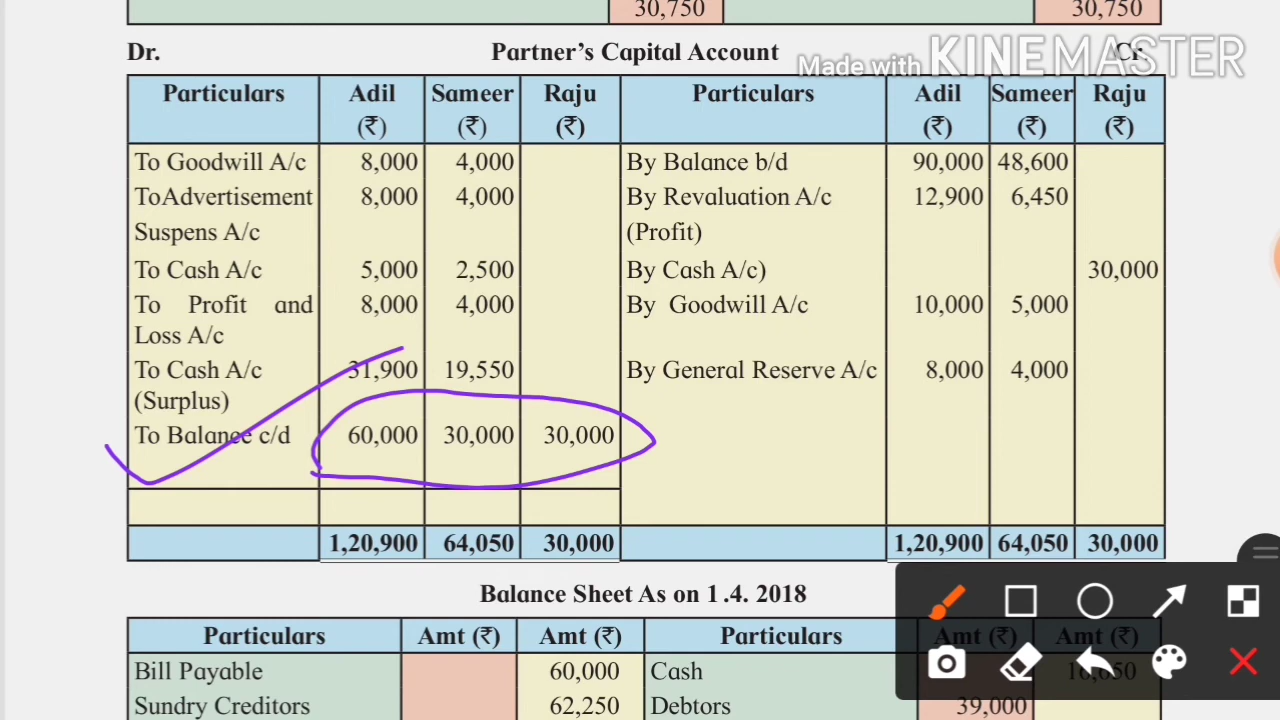 30,750 30,750
Dr. Partner's Capital Account Cr.
Made with KINEMASTER
Particulars Adil Sameer Raju Particulars Adil Sameer Raju
(₹) (₹) (₹) (₹) (₹) (₹)
To Goodwill A/c 8,000 4,000 By Balance b/d 90,000 48,600
ToAdvertisement 8,000 4,000 By Revaluation A/c 12,900 6,450
Suspens A/c (Profit)
To Cash A/c 5,000 2,500 By Cash A/c) 30,000
To Profit and 8,000 4,000 By Goodwill A/c 10,000 5,000
Loss A/c
To Cash A/c 31,900 19,550 By General Reserve A/c 8,000 4,000
(Surplus)
To Balance c/d 60,000 30,000 30,000
1,20,900 64,050 30,000 1,20,900 64,050 30,000
Balance Sheet As on 1.4. 2018
Particulars Amt (₹) Amt (₹) Particulars Amt (₹) Amt (₹)
Bill Payable 60,000 Cash
Sundry Creditors 62,250 Debtors 39,000